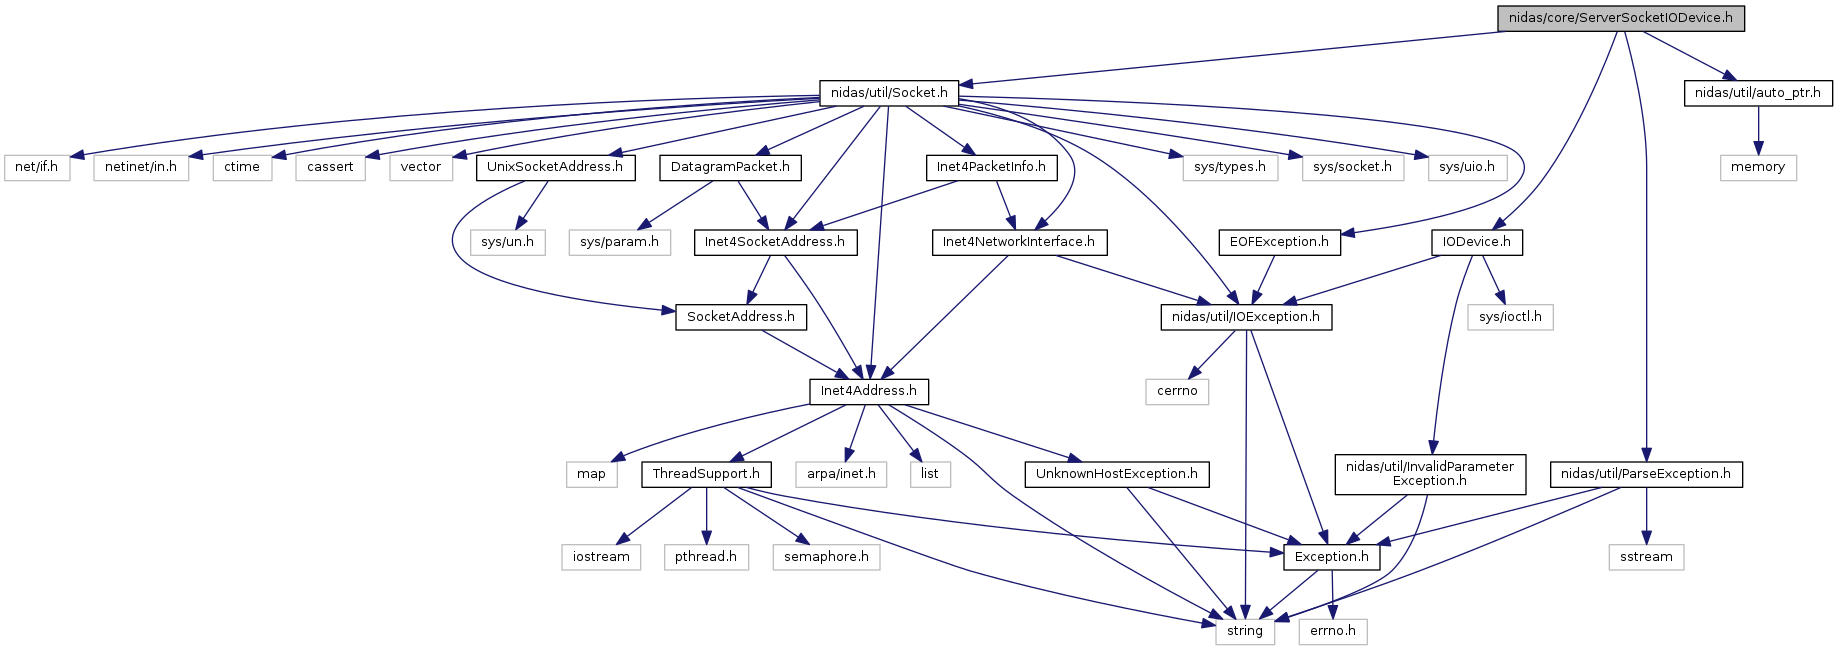 nidas/core/ServerSocketIODevice.h
nidas/util/Socket.h
nidas/util/auto_ptr.h
net/if.h
netinet/in.h
ctime
cassert
vector
UnixSocketAddress.h
DatagramPacket.h
Inet4PacketInfo.h
sys/types.h
sys/socket.h
sys/uio.h
memory
sys/un.h
sys/param.h
Inet4SocketAddress.h
Inet4NetworkInterface.h
EOFException.h
IODevice.h
SocketAddress.h
nidas/util/IOException.h
sys/ioctl.h
Inet4Address.h
cerrno
map
ThreadSupport.h
arpa/inet.h
list
UnknownHostException.h
nidas/util/InvalidParameter
Exception.h
nidas/util/ParseException.h
iostream
pthread.h
semaphore.h
Exception.h
sstream
string
errno.h